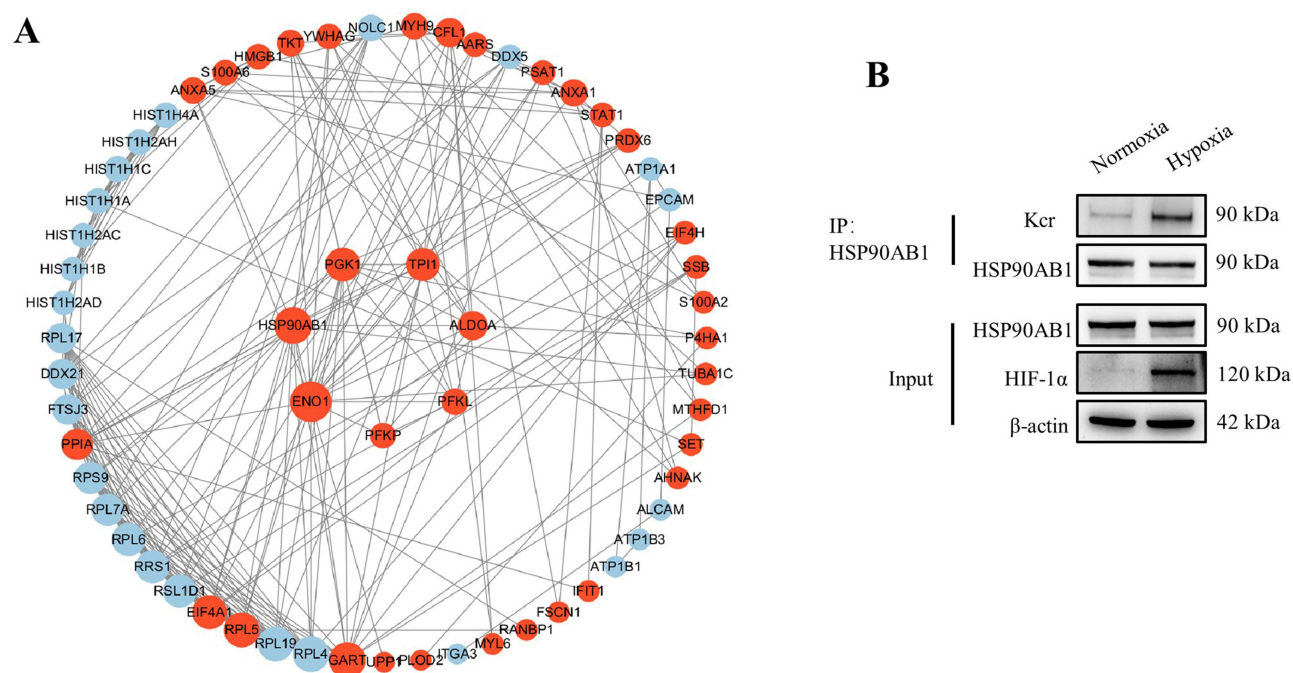 A
NOLC1
MYH9
CFL1
YWHAG
TKT
AARS
HMGB1
DDX5
S100A6
PSAT1
ANXA5
ANXA1
HIST1H4A
STAT1
HIST1H2AH
PRDX6
HIST1H1C
ATP1A1
HIST1H1A
EPCAM
HIST1H2AC
EIF4H
HIST1H1B
SSB
HIST1H2AD
S100A2
RPL17
P4HA1
DDX21
TUBA1C
FTSJ3
MTHFD1
PPIA
SET
RPS9
AHNAK
RPL7A
ALCAM
RPL6
ATP1B3
RRS1
ATP1B1
RSL1D1
IFIT1
EIF4A1
FSCN1
RPL5
RANBP1
RPL19
MYL6
RPL4
ITGA3
GART
UPP1
PLOD2
PGK1
TPI1
HSP90AB1
ALDOA
ENO1
PFKL
PFKP
B
Normoxia
Hypoxia
IP:
HSP90AB1
Kcr
90 kDa
HSP90AB1
90 kDa
Input
HSP90AB1
90 kDa
HIF-1α
120 kDa
β-actin
42 kDa